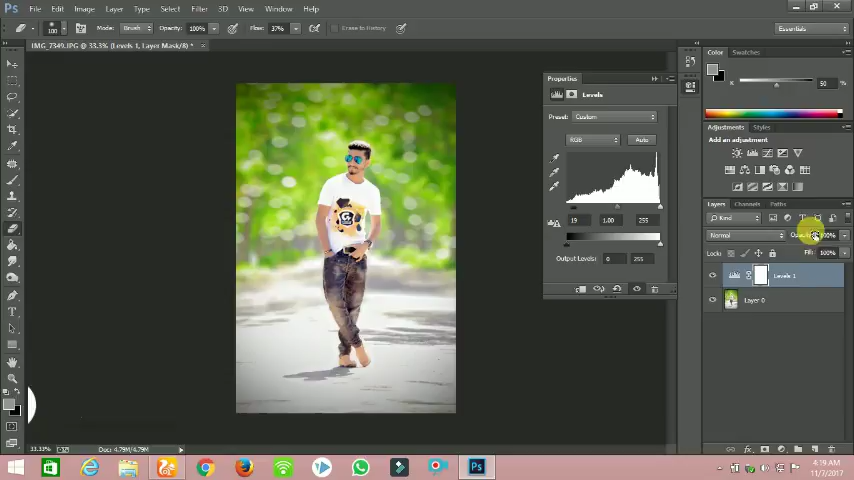 Ps File Edit Image Layer Type Select Filter 3D View Window Help
100 Mode: Brush Opacity: 100% Flow: 37% Erase to History Essentials
IMG_7349.JPG @ 33.3% (Levels 1, Layer Mask/8) * ×
Color Swatches
K 50 %
Properties
Levels
Preset: Custom
RGB Auto
19 1.00 255
Output Levels: 0 255
Adjustments Styles
Add an adjustment
Layers Channels Paths
Kind
Normal Opacity: 100%
Lock: Fill: 100%
Levels 1
Layer 0
G
33.33% Doc: 4.79M/4.79M
Ps
4:19 AM
11/7/2017